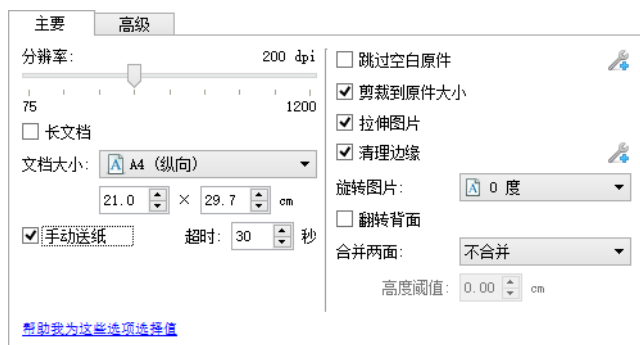 主要
高级
分辨率:
200 dpi
75
1200
长文档
文档大小:
A4 (纵向)
21.0 × 29.7 cm
手动送纸
超时: 30 秒
帮助我为这些选项选择值
跳过空白原件
剪裁到原件大小
拉伸图片
清理边缘
旋转图片:
0 度
翻转背面
合并两面:
不合并
高度阈值: 0.00 cm